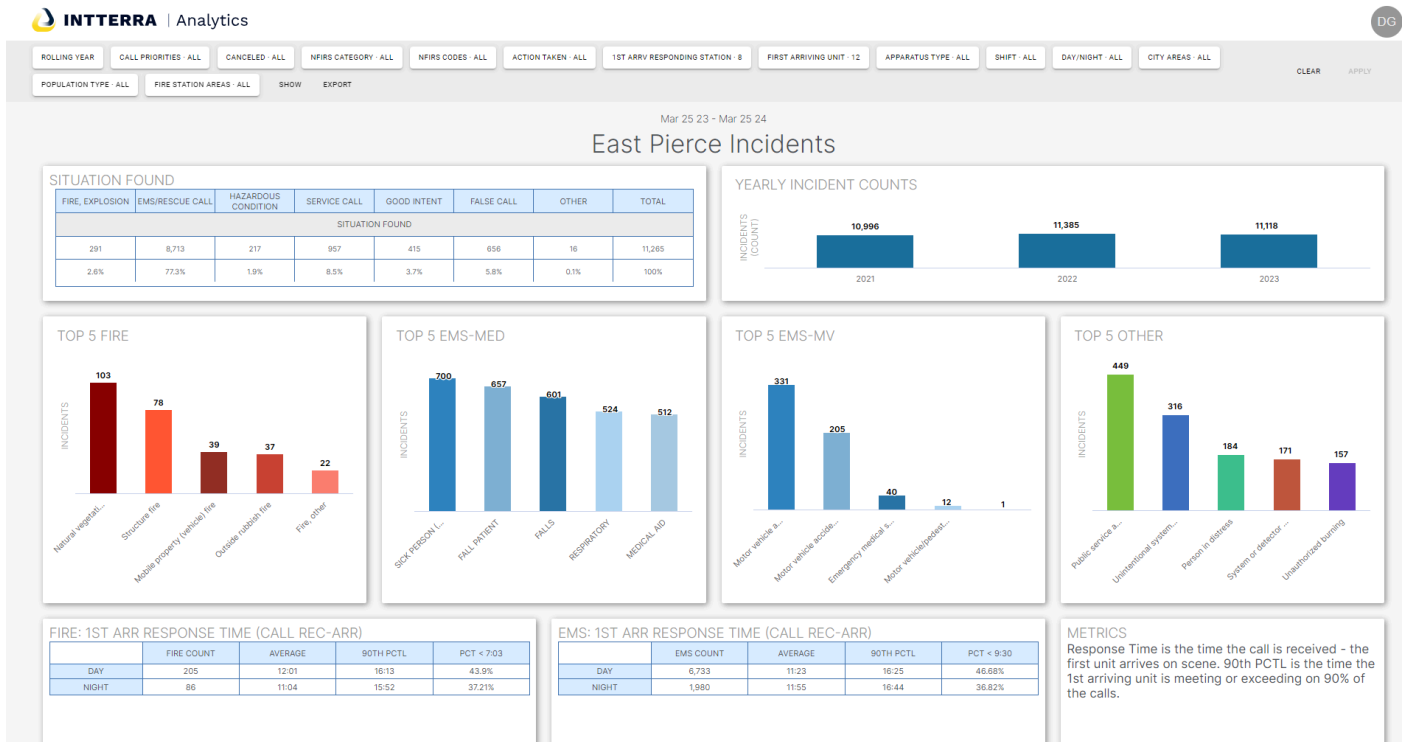 INTTERRA | Analytics
DG
ROLLING YEAR
CALL PRIORITIES · ALL
CANCELED · ALL
NFIRS CATEGORY · ALL
NFIRS CODES · ALL
ACTION TAKEN · ALL
1ST ARRV RESPONDING STATION · 8
FIRST ARRIVING UNIT · 12
APPARATUS TYPE · ALL
SHIFT · ALL
DAY/NIGHT · ALL
CITY AREAS · ALL
POPULATION TYPE · ALL
FIRE STATION AREAS · ALL
SHOW
EXPORT
CLEAR
APPLY
Mar 25 23 - Mar 25 24
East Pierce Incidents
SITUATION FOUND
FIRE, EXPLOSION EMS/RESCUE CALL HAZARDOUS CONDITION SERVICE CALL GOOD INTENT FALSE CALL OTHER TOTAL
SITUATION FOUND
291 8,713 217 957 415 656 16 11,265
2.6% 77.3% 1.9% 8.5% 3.7% 5.8% 0.1% 100%
YEARLY INCIDENT COUNTS
INCIDENTS
(COUNT)
10,996 11,385 11,118
2021 2022 2023
TOP 5 FIRE
INCIDENTS
103 78 39 37 22
Natural vegetati...
Structure fire
Mobile property (vehicle) fire
Outside rubbish fire
Fire, other
TOP 5 EMS-MED
INCIDENTS
700 657 601 524 512
SICK PERSON (...
FALL PATIENT
FALLS
RESPIRATORY
MEDICAL AID
TOP 5 EMS-MV
INCIDENTS
331 205 40 12 1
Motor vehicle a...
Motor vehicle accide...
Emergency medical s...
Motor vehicle/pedest...
TOP 5 OTHER
INCIDENTS
449 316 184 171 157
Public service a...
Unintentional system...
Person in distress
System or detector ...
Unauthorized burning
FIRE: 1ST ARR RESPONSE TIME (CALL REC-ARR)
FIRE COUNT AVERAGE 90TH PCTL PCT < 7:03
DAY 205 12:01 16:13 43.9%
NIGHT 86 11:04 15:52 37.21%
EMS: 1ST ARR RESPONSE TIME (CALL REC-ARR)
EMS COUNT AVERAGE 90TH PCTL PCT < 9:30
DAY 6,733 11:23 16:25 46.68%
NIGHT 1,980 11:55 16:44 36.82%
METRICS
Response Time is the time the call is received - the
first unit arrives on scene. 90th PCTL is the time the
1st arriving unit is meeting or exceeding on 90% of
the calls.